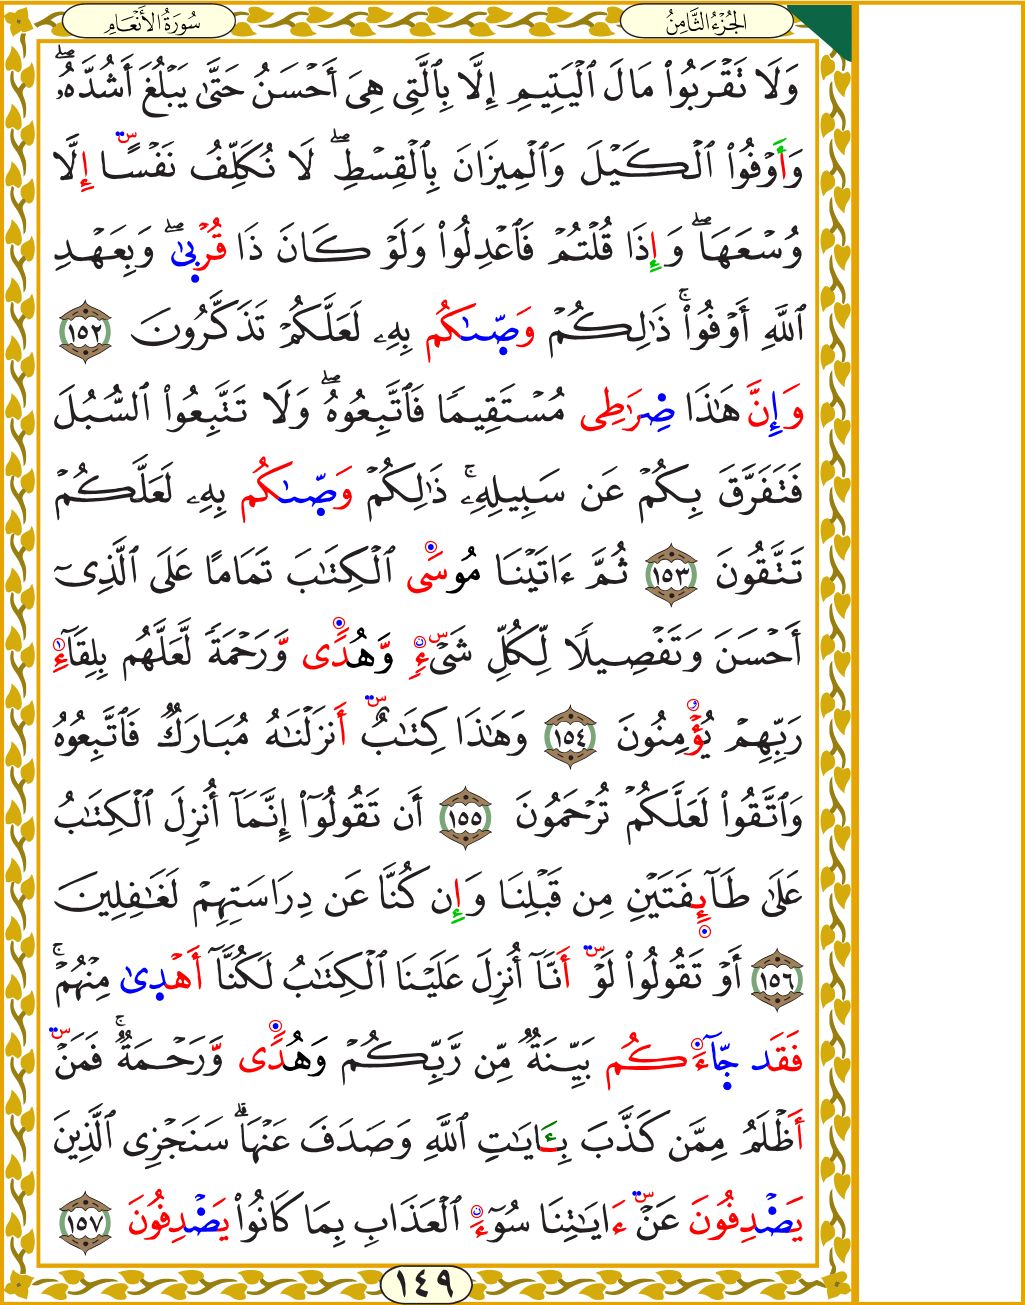 الجُزْءُ الثَّامِنُ
سُورَةُ الأَنْعَامِ
وَلَا تَقْرَبُوا۟ مَالَ ٱلْيَتِيمِ إِلَّا بِٱلَّتِى هِىَ أَحْسَنُ حَتَّىٰ يَبْلُغَ أَشُدَّهُۥ ۖ
وَأَوْفُوا۟ ٱلْكَيْلَ وَٱلْمِيزَانَ بِٱلْقِسْطِ ۖ لَا نُكَلِّفُ نَفْسًا إِلَّا
وُسْعَهَا ۖ وَإِذَا قُلْتُمْ فَٱعْدِلُوا۟ وَلَوْ كَانَ ذَا قُرْبىٰ ۖ وَبِعَهْدِ
ٱللَّهِ أَوْفُوا۟ ۚ ذَٰلِكُمْ وَصّىٰكُم بِهِۦ لَعَلَّكُمْ تَذَكَّرُونَ ١٥٢
وَإِنَّ هَٰذَا صِرَٰطِى مُسْتَقِيمًا فَٱتَّبِعُوهُ ۖ وَلَا تَتَّبِعُوا۟ ٱلسُّبُلَ
فَتَفَرَّقَ بِكُمْ عَن سَبِيلِهِۦ ۚ ذَٰلِكُمْ وَصّىٰكُم بِهِۦ لَعَلَّكُمْ
تَتَّقُونَ ١٥٣ ثُمَّ ءَاتَيْنَا مُوسَى ٱلْكِتَٰبَ تَمَامًا عَلَى ٱلَّذِىٓ
أَحْسَنَ وَتَفْصِيلًا لِّكُلِّ شَىْءٍ وَهُدًى وَرَحْمَةً لَّعَلَّهُم بِلِقَآءِ
رَبِّهِمْ يُؤْمِنُونَ ١٥٤ وَهَٰذَا كِتَٰبٌ أَنزَلْنَٰهُ مُبَارَكٌ فَٱتَّبِعُوهُ
وَٱتَّقُوا۟ لَعَلَّكُمْ تُرْحَمُونَ ١٥٥ أَن تَقُولُوٓا۟ إِنَّمَآ أُنزِلَ ٱلْكِتَٰبُ
عَلَىٰ طَآئِفَتَيْنِ مِن قَبْلِنَا وَإِن كُنَّا عَن دِرَاسَتِهِمْ لَغَٰفِلِينَ
١٥٦ أَوْ تَقُولُوا۟ لَوْ أَنَّآ أُنزِلَ عَلَيْنَا ٱلْكِتَٰبُ لَكُنَّآ أَهْدىٰ مِنْهُمْ ۚ
فَقَد جَّآءَكُم بَيِّنَةٌ مِّن رَّبِّكُمْ وَهُدًى وَرَحْمَةٌ ۚ فَمَنْ
أَظْلَمُ مِمَّن كَذَّبَ بِـَٔايَٰتِ ٱللَّهِ وَصَدَفَ عَنْهَا ۗ سَنَجْزِى ٱلَّذِينَ
يَصْدِفُونَ عَنْ ءَايَٰتِنَا سُوٓءَ ٱلْعَذَابِ بِمَا كَانُوا۟ يَصْدِفُونَ ١٥٧
١٤٩